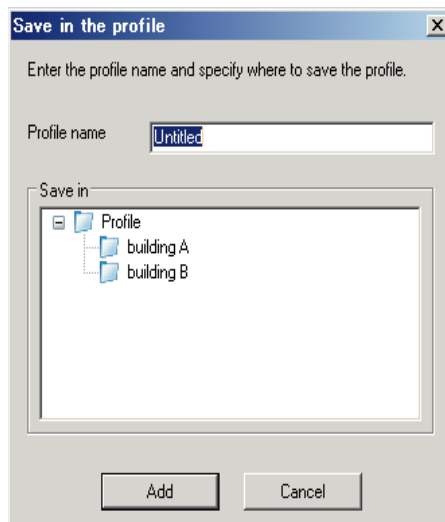 Save in the profile
Enter the profile name and specify where to save the profile.
Profile name
Untitled
Save in
Profile
building A
building B
Add
Cancel